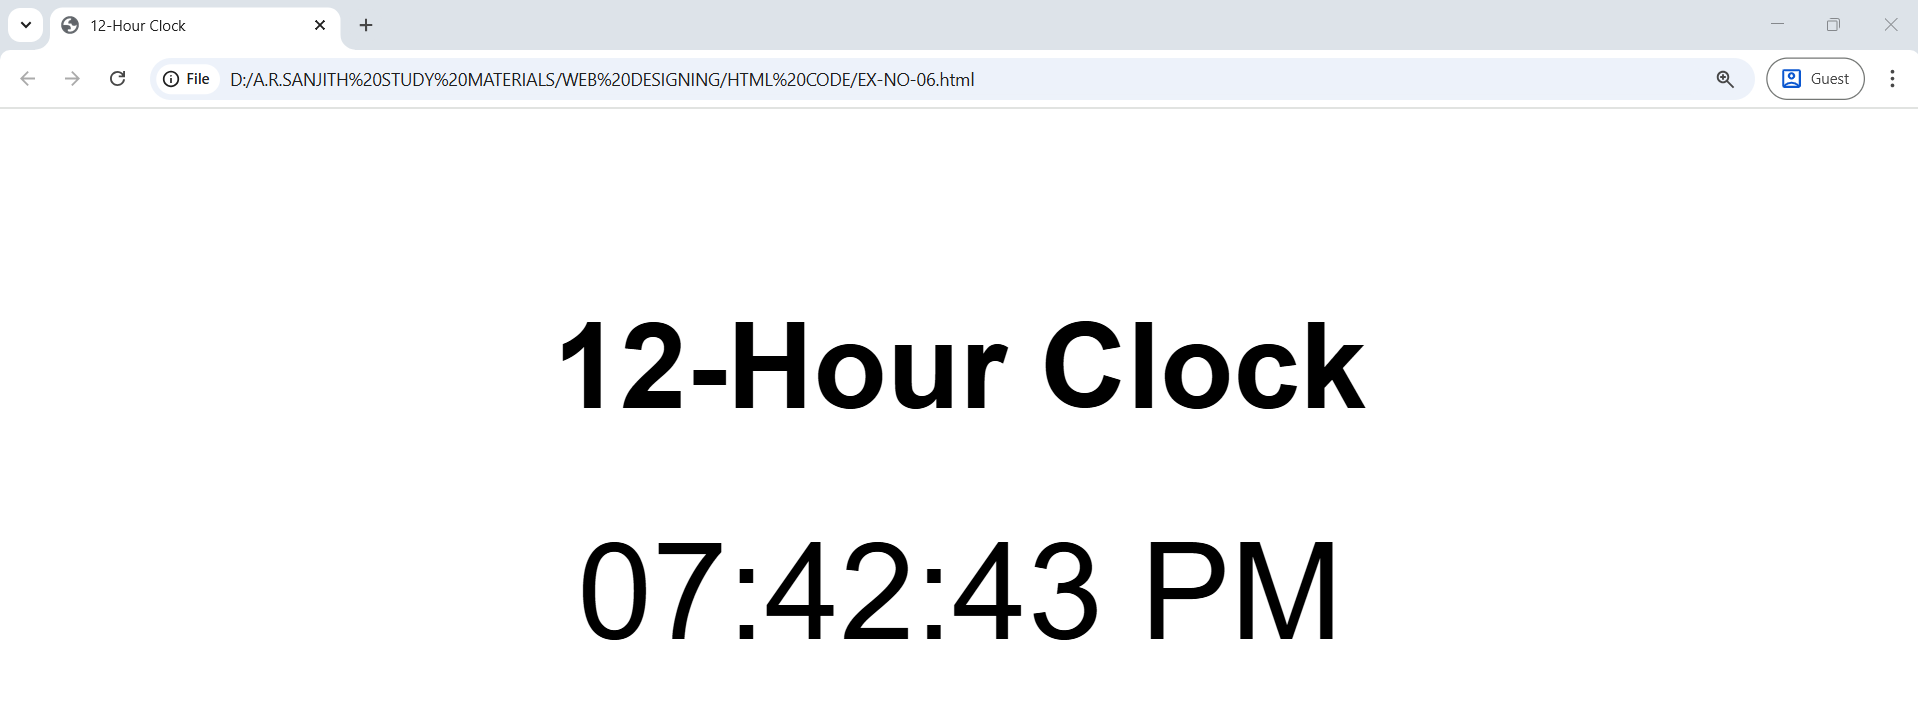 12-Hour Clock
File D:/A.R.SANJITH%20STUDY%20MATERIALS/WEB%20DESIGNING/HTML%20CODE/EX-NO-06.html Guest
12-Hour Clock
07:42:43 PM